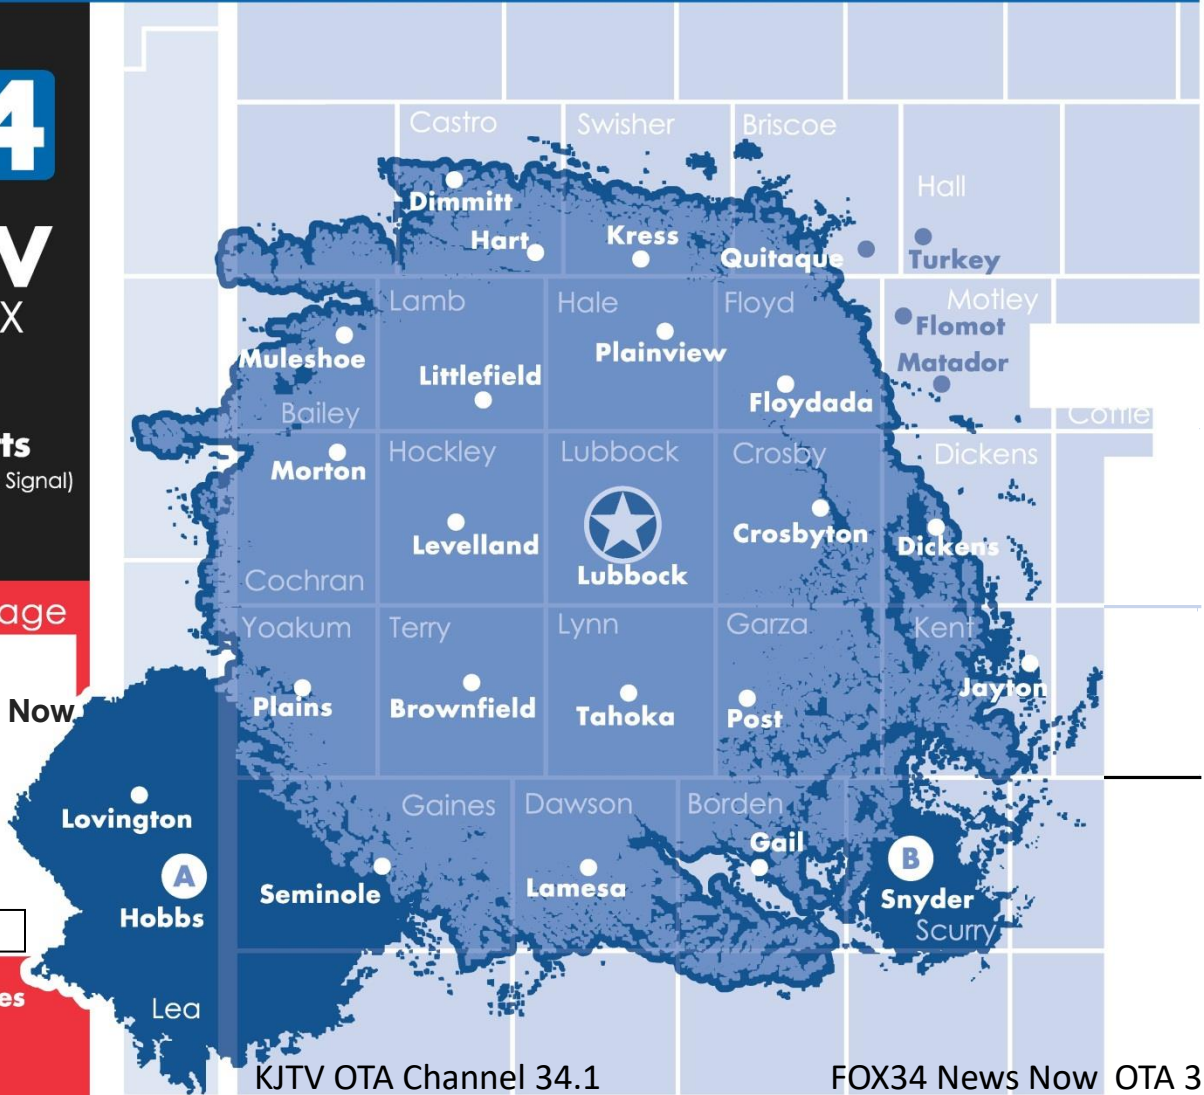 4
V
X
ts
Signal)
age
Now
es
Castro
Swisher
Briscoe
Hall
Dimmitt
Hart
Kress
Quitaque
Turkey
Lamb
Hale
Floyd
Motley
Flomot
Muleshoe
Plainview
Matador
Littlefield
Floydada
Bailey
Cottle
Morton
Hockley
Lubbock
Crosby
Dickens
Levelland
Crosbyton
Dickens
Lubbock
Cochran
Yoakum
Terry
Lynn
Garza
Kent
Plains
Brownfield
Tahoka
Post
Jayton
Lovington
Gaines
Dawson
Borden
Gail
A
B
Seminole
Lamesa
Snyder
Hobbs
Scurry
Lea
KJTV OTA Channel 34.1
FOX34 News Now OTA 3